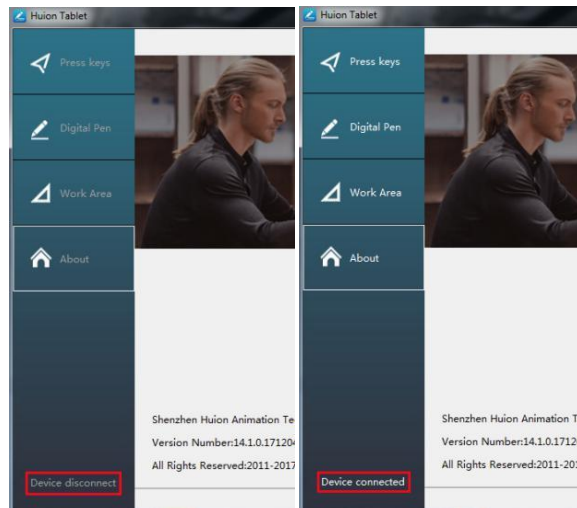 Huion Tablet
Press keys
Digital Pen
Work Area
About
Shenzhen Huion Animation Te
Version Number:14.1.0.17120
All Rights Reserved:2011-2017
Device disconnect
Huion Tablet
Press keys
Digital Pen
Work Area
About
Shenzhen Huion Animation T
Version Number:14.1.0.1712
All Rights Reserved:2011-201
Device connected